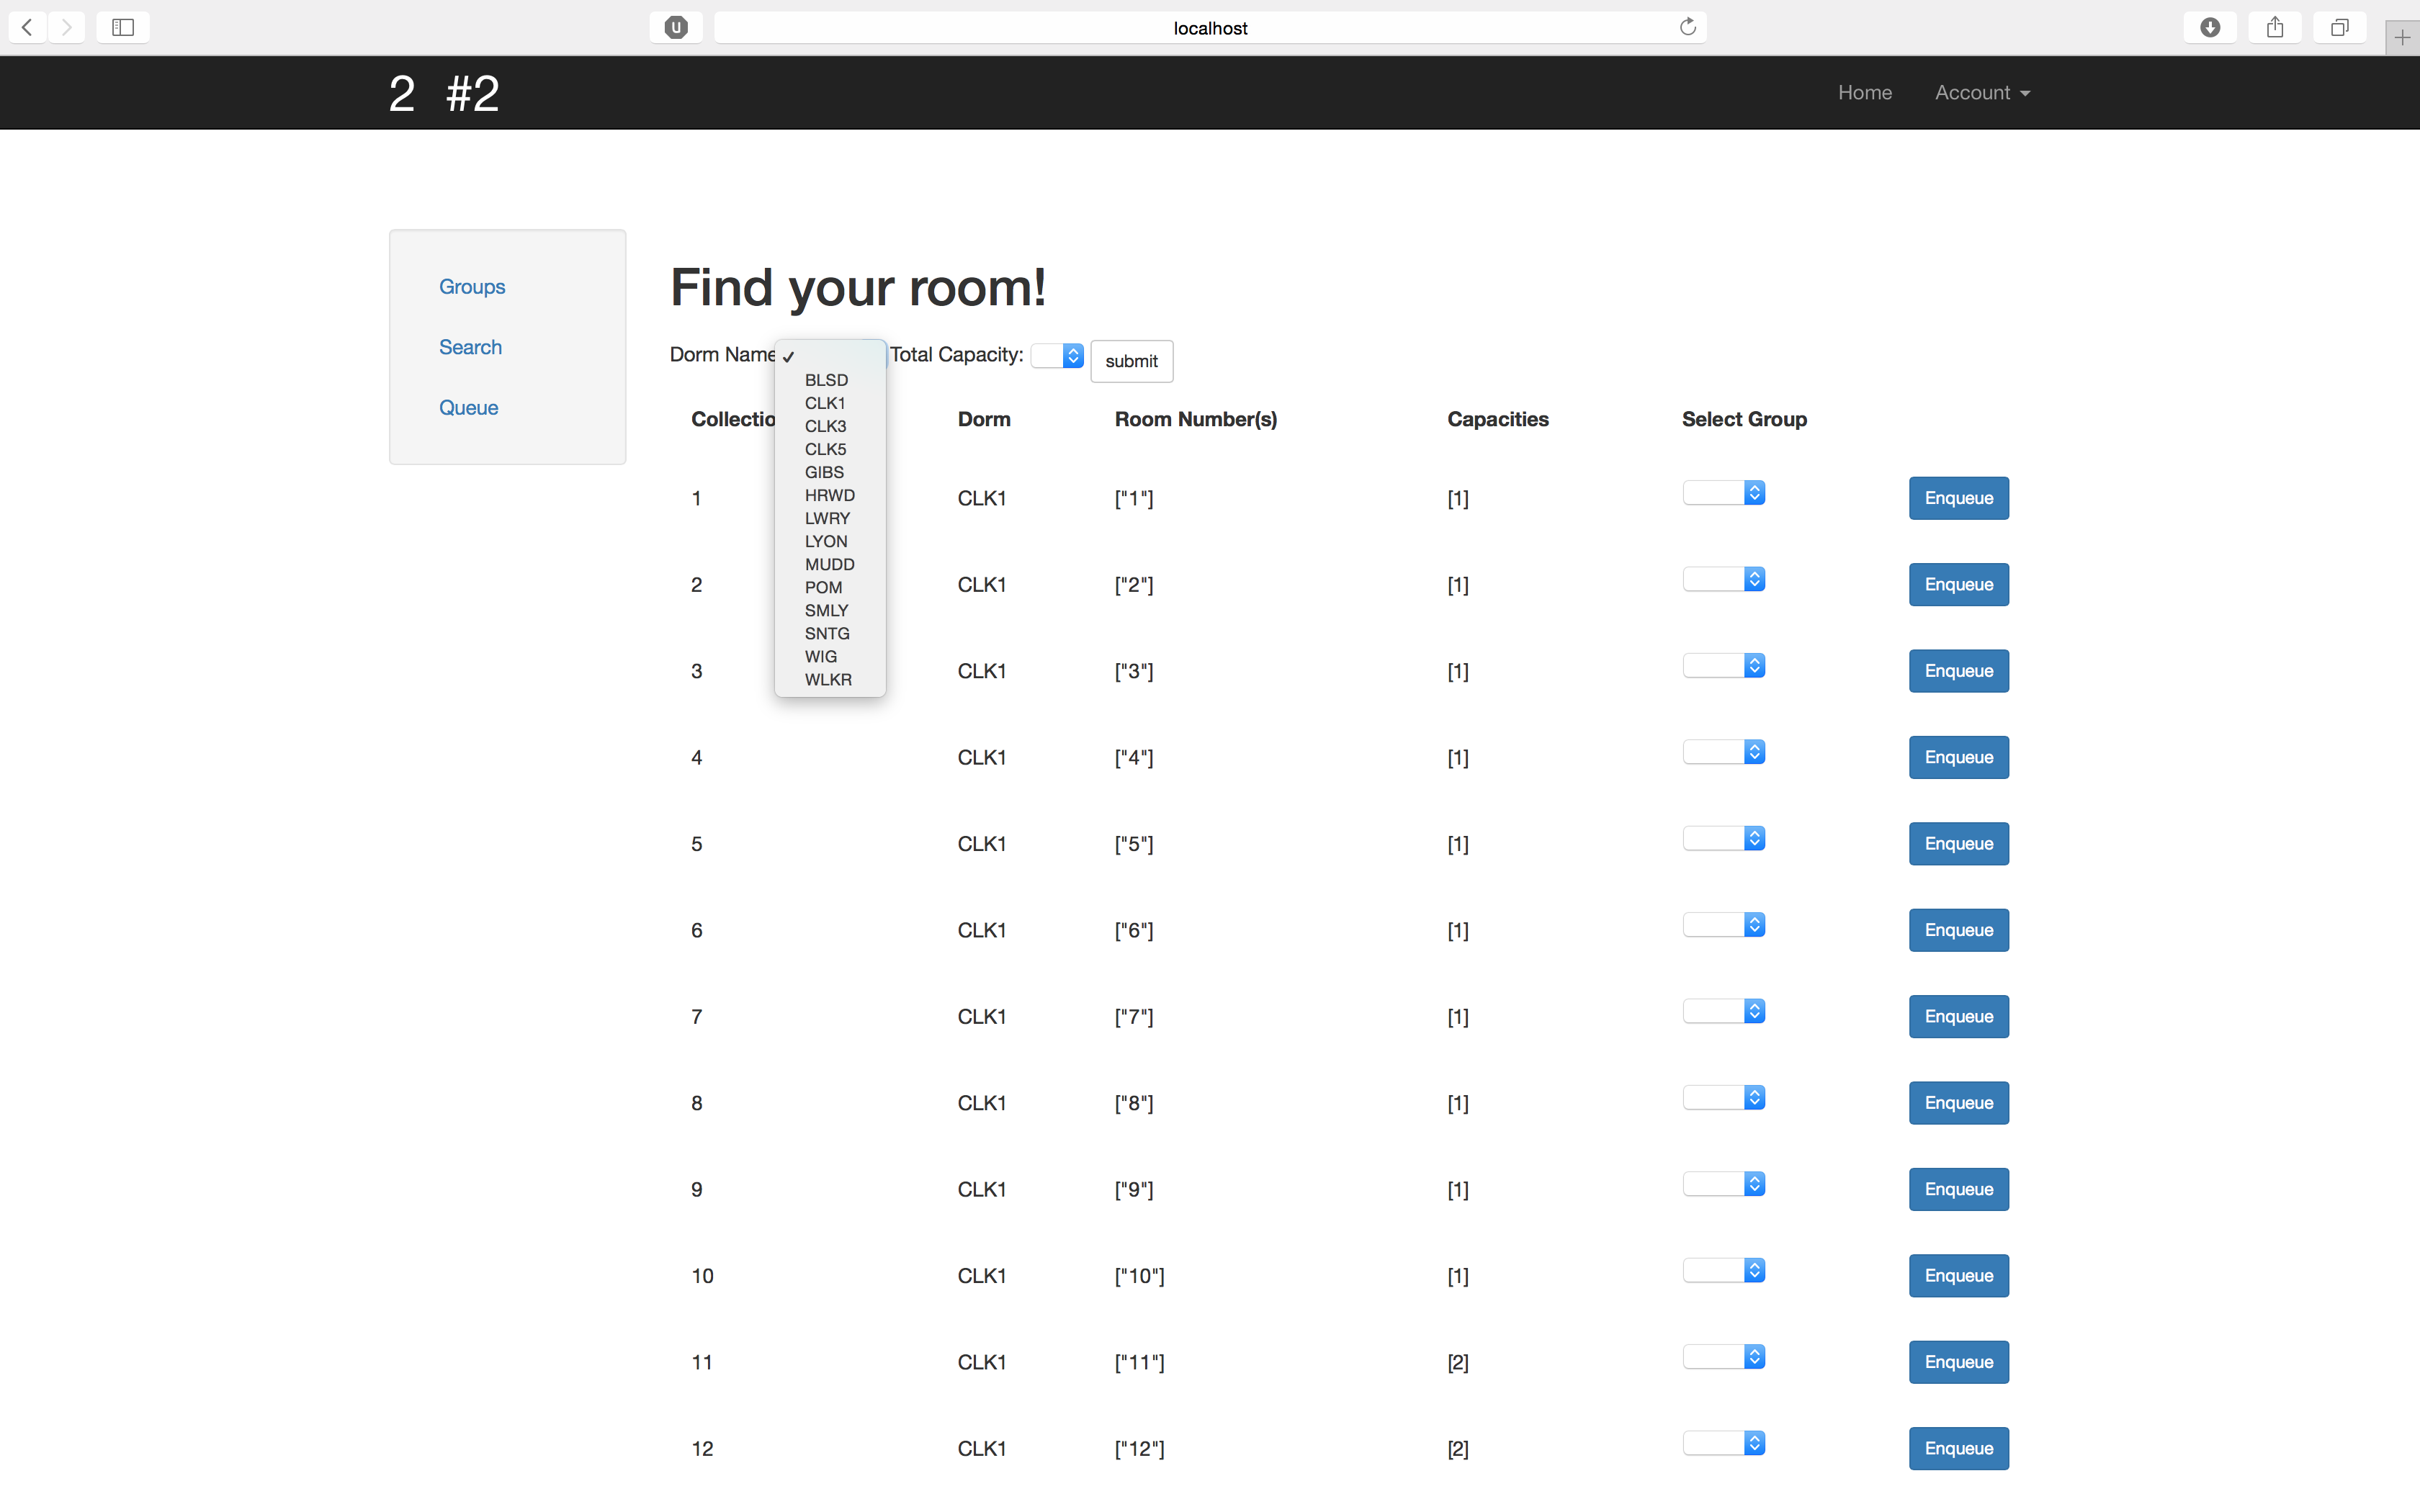 localhost
2 #2
Home Account
Groups
Search
Queue
Find your room!
Dorm Name Total Capacity: submit
BLSD
CLK1
CLK3
CLK5
GIBS
HRWD
LWRY
LYON
MUDD
POM
SMLY
SNTG
WIG
WLKR
Collectio Dorm Room Number(s) Capacities Select Group
1 CLK1 ["1"] [1] Enqueue
2 CLK1 ["2"] [1] Enqueue
3 CLK1 ["3"] [1] Enqueue
4 CLK1 ["4"] [1] Enqueue
5 CLK1 ["5"] [1] Enqueue
6 CLK1 ["6"] [1] Enqueue
7 CLK1 ["7"] [1] Enqueue
8 CLK1 ["8"] [1] Enqueue
9 CLK1 ["9"] [1] Enqueue
10 CLK1 ["10"] [1] Enqueue
11 CLK1 ["11"] [2] Enqueue
12 CLK1 ["12"] [2] Enqueue